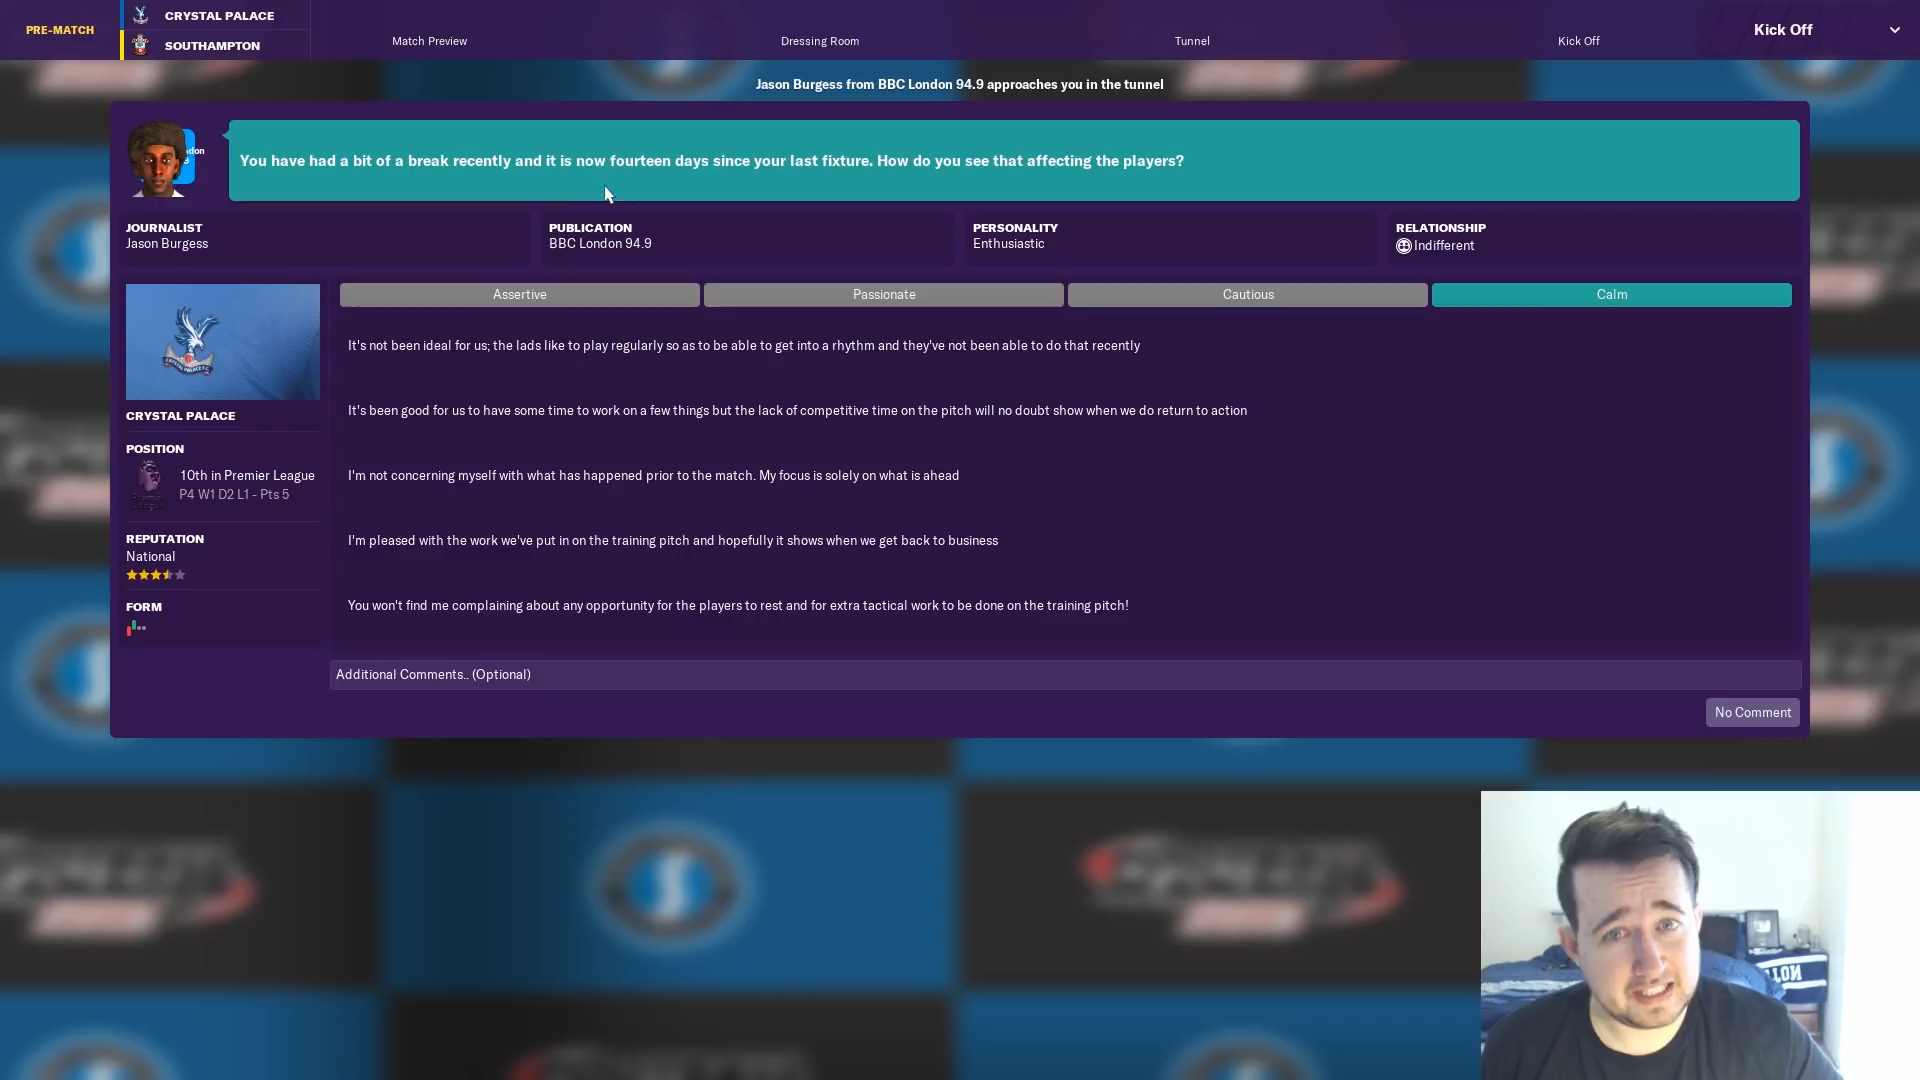 PRE-MATCH
CRYSTAL PALACE
SOUTHAMPTON
Match Preview
Dressing Room
Tunnel
Kick Off
Kick Off
Jason Burgess from BBC London 94.9 approaches you in the tunnel
You have had a bit of a break recently and it is now fourteen days since your last fixture. How do you see that affecting the players?
JOURNALIST
Jason Burgess
PUBLICATION
BBC London 94.9
PERSONALITY
Enthusiastic
RELATIONSHIP
Indifferent
Assertive
Passionate
Cautious
Calm
It's not been ideal for us; the lads like to play regularly so as to be able to get into a rhythm and they've not been able to do that recently
It's been good for us to have some time to work on a few things but the lack of competitive time on the pitch will no doubt show when we do return to action
I'm not concerning myself with what has happened prior to the match. My focus is solely on what is ahead
I'm pleased with the work we've put in on the training pitch and hopefully it shows when we get back to business
You won't find me complaining about any opportunity for the players to rest and for extra tactical work to be done on the training pitch!
CRYSTAL PALACE F.C.
CRYSTAL PALACE
POSITION
10th in Premier League
P4 W1 D2 L1 - Pts 5
REPUTATION
National
FORM
Additional Comments.. (Optional)
No Comment